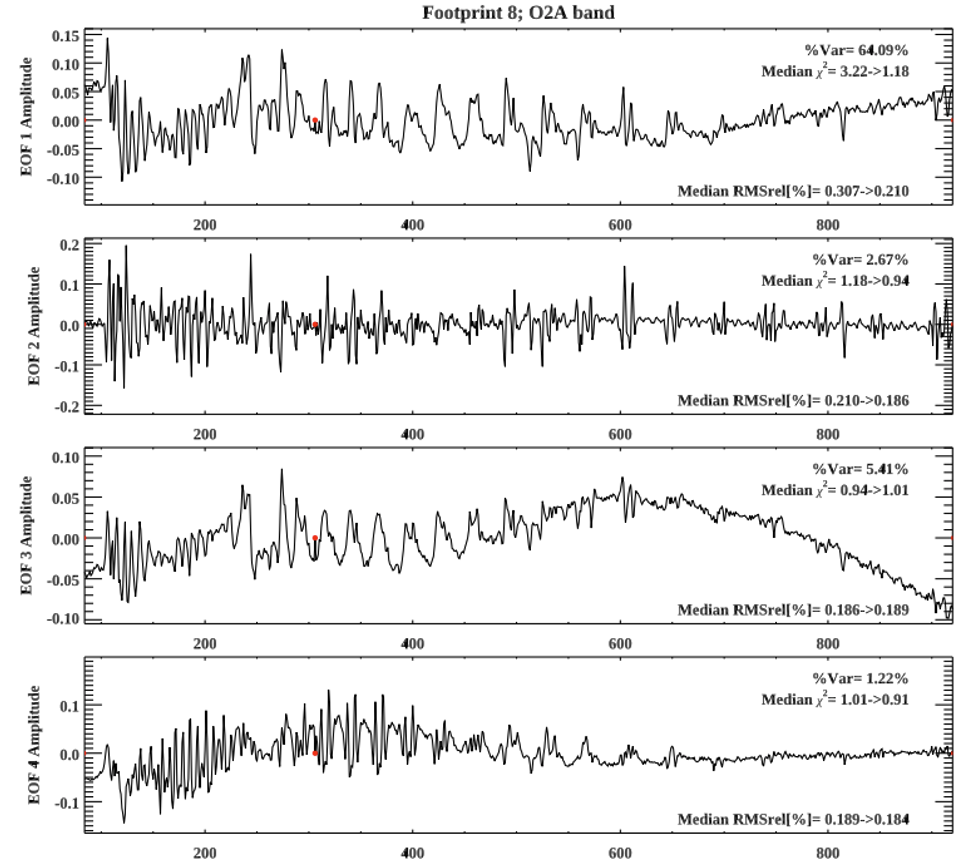 Footprint 8; O2A band
0.15
0.10
0.05
0.00
-0.05
-0.10
EOF 1 Amplitude
%Var= 64.09%
Median χ²= 3.22->1.18
Median RMSrel[%]= 0.307->0.210
200 400 600 800
0.2
0.1
0.0
-0.1
-0.2
EOF 2 Amplitude
%Var= 2.67%
Median χ²= 1.18->0.94
Median RMSrel[%]= 0.210->0.186
200 400 600 800
0.10
0.05
0.00
-0.05
-0.10
EOF 3 Amplitude
%Var= 5.41%
Median χ²= 0.94->1.01
Median RMSrel[%]= 0.186->0.189
200 400 600 800
0.1
0.0
-0.1
EOF 4 Amplitude
%Var= 1.22%
Median χ²= 1.01->0.91
Median RMSrel[%]= 0.189->0.184
200 400 600 800